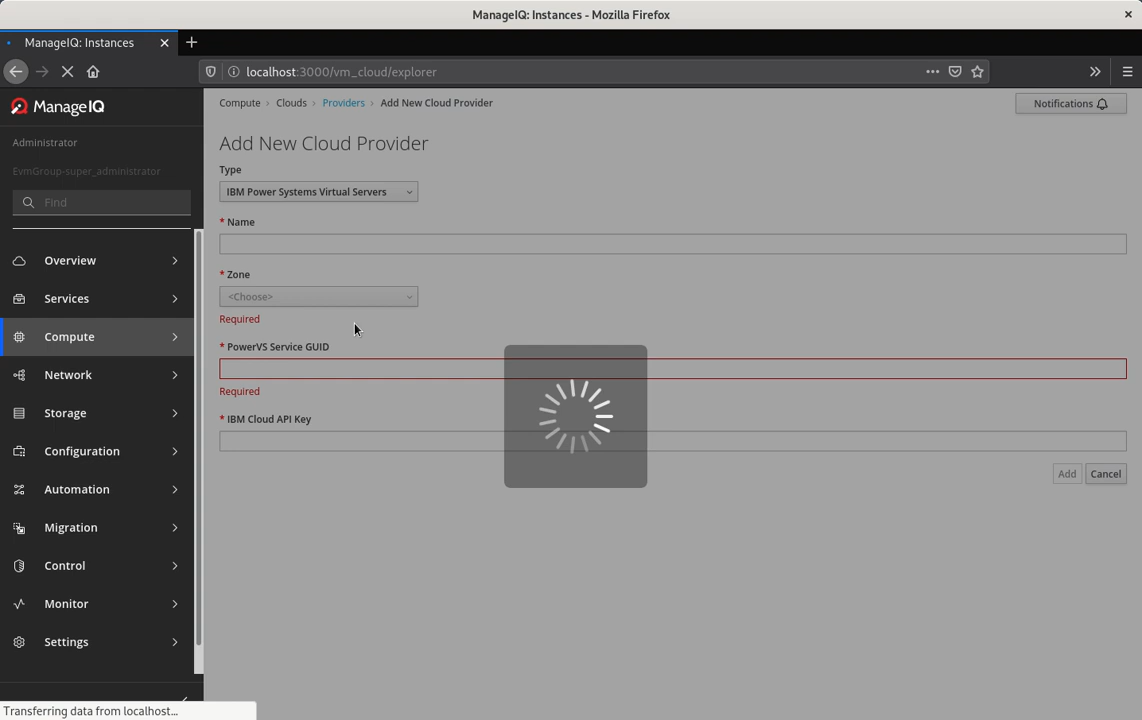 ManageIQ: Instances - Mozilla Firefox
ManageIQ: Instances
localhost:3000/vm_cloud/explorer
ManageIQ
Compute > Clouds > Providers > Add New Cloud Provider
Notifications
Administrator
EvmGroup-super_administrator
Find
Overview
Services
Compute
Network
Storage
Configuration
Automation
Migration
Control
Monitor
Settings
Add New Cloud Provider
Type
IBM Power Systems Virtual Servers
* Name
* Zone
<Choose>
Required
* PowerVS Service GUID
Required
* IBM Cloud API Key
Add Cancel
Transferring data from localhost...